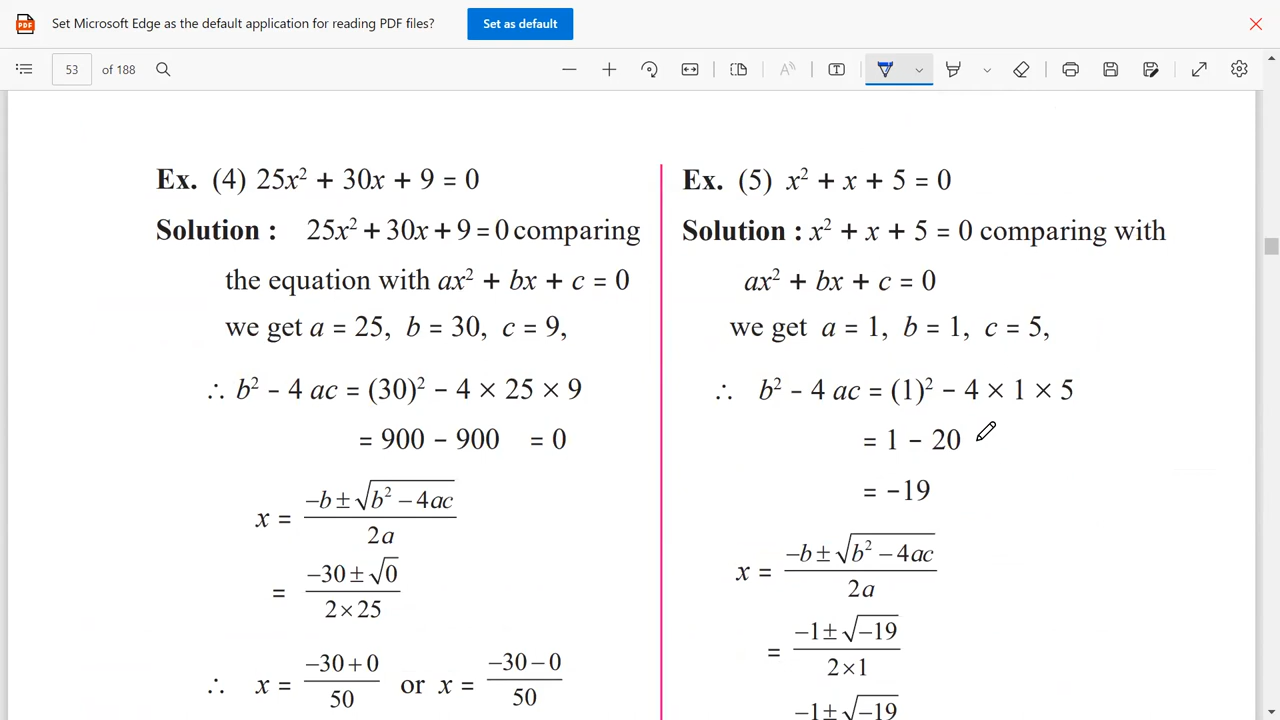 Set Microsoft Edge as the default application for reading PDF files?
Set as default
53 of 188
Ex. (4) 25x² + 30x + 9 = 0
Solution : 25x² + 30x + 9 = 0 comparing
the equation with ax² + bx + c = 0
we get a = 25, b = 30, c = 9,
∴ b² − 4 ac = (30)² − 4 × 25 × 9
= 900 − 900 = 0
x = (−b ± √(b² − 4ac)) / 2a
= (−30 ± √0) / (2 × 25)
∴ x = (−30 + 0) / 50 or x = (−30 − 0) / 50
Ex. (5) x² + x + 5 = 0
Solution : x² + x + 5 = 0 comparing with
ax² + bx + c = 0
we get a = 1, b = 1, c = 5,
∴ b² − 4 ac = (1)² − 4 × 1 × 5
= 1 − 20
= −19
x = (−b ± √(b² − 4ac)) / 2a
= (−1 ± √−19) / (2 × 1)
−1 ± √−19